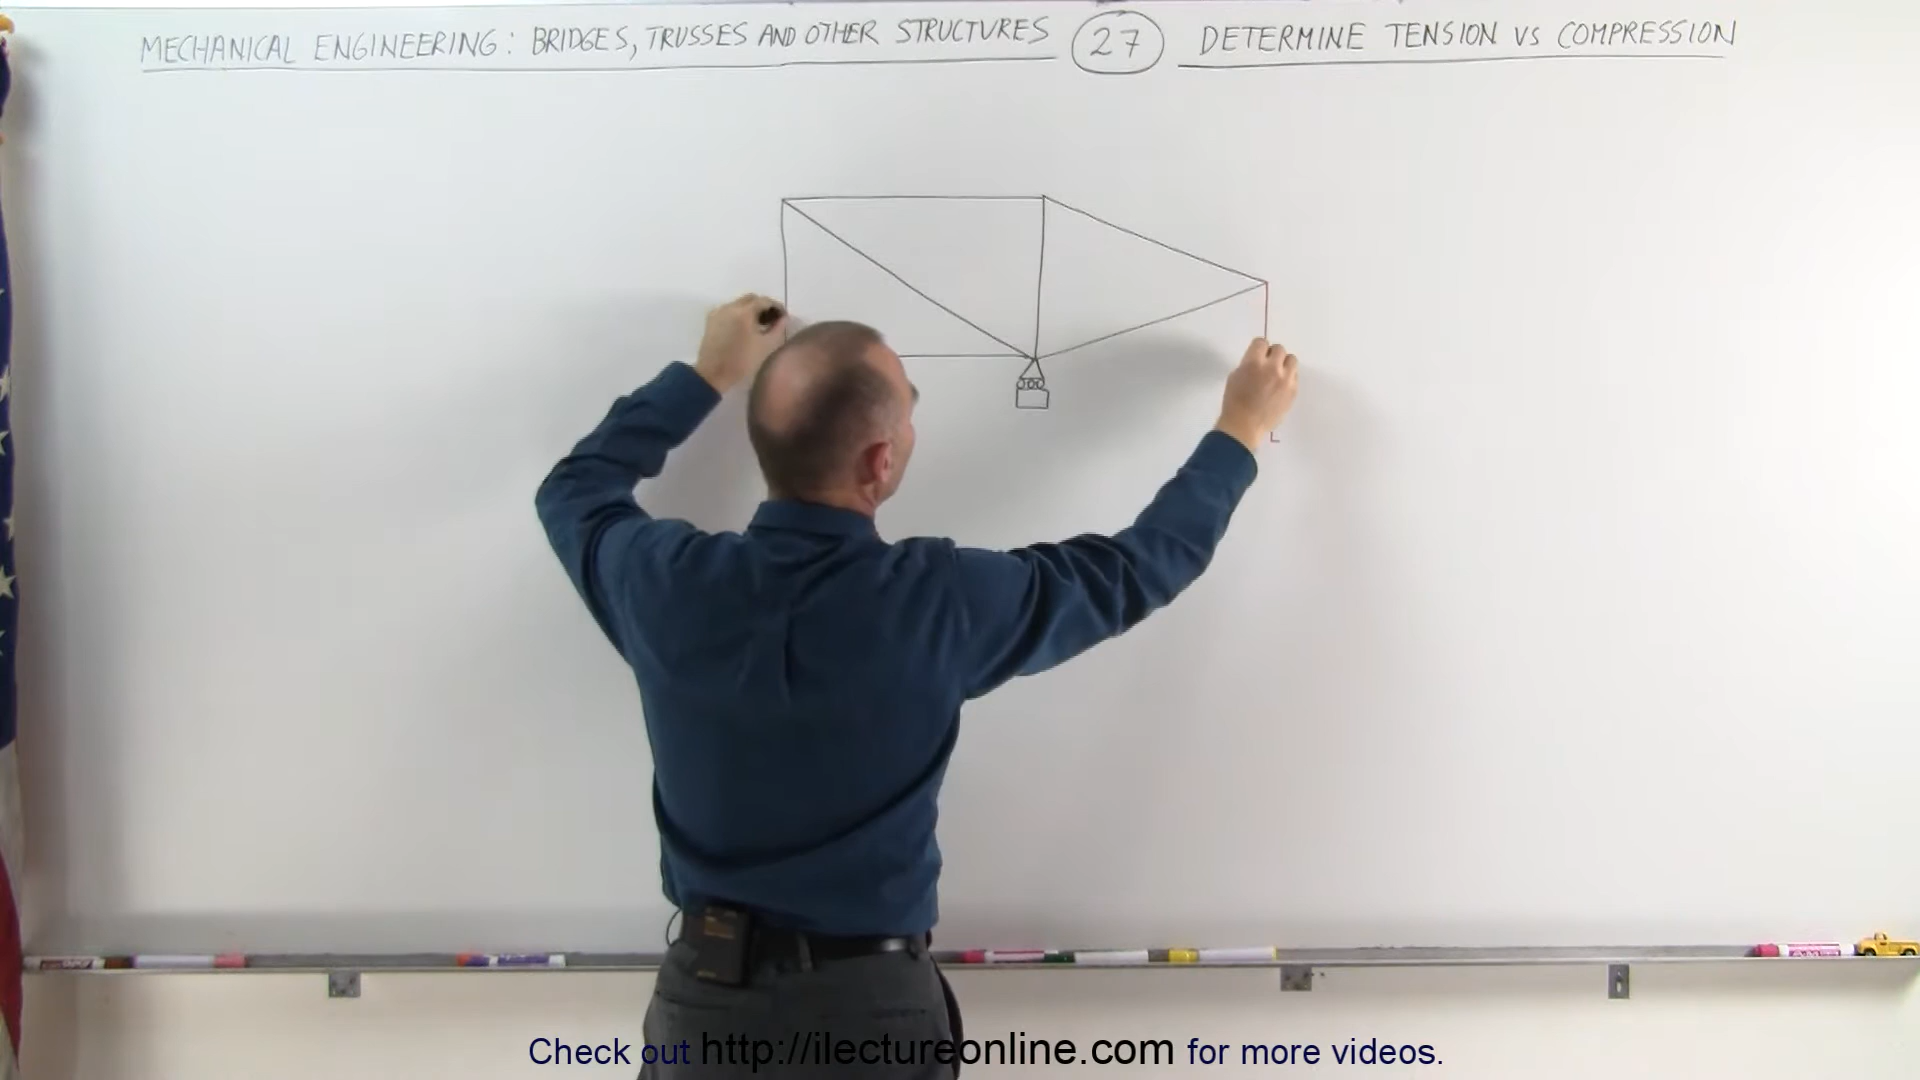 MECHANICAL ENGINEERING: BRIDGES, TRUSSES AND OTHER STRUCTURES 27 DETERMINE TENSION VS COMPRESSION
L
Check out http://ilectureonline.com for more videos.